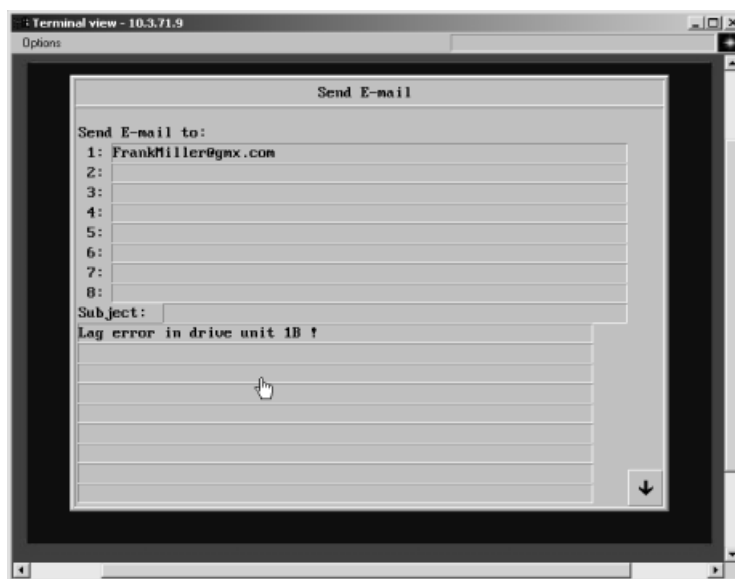 Terminal view - 10.3.71.9
Options
Send E-mail
Send E-mail to:
1: FrankMiller@gmx.com
2:
3:
4:
5:
6:
7:
8:
Subject:
Lag error in drive unit 1B !